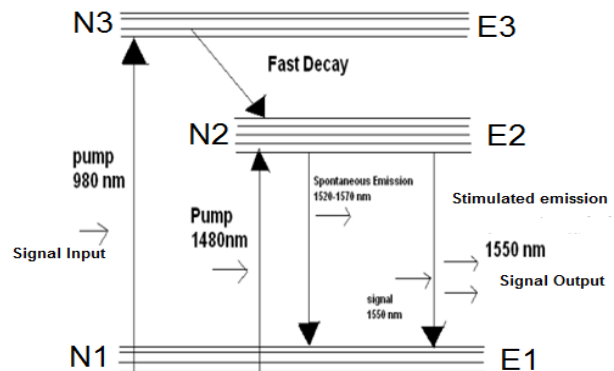 N3
E3
Fast Decay
N2
E2
pump
980 nm
Spontaneous Emission
1520-1570 nm
Stimulated emission
Pump
1480nm
Signal Input
1550 nm
Signal Output
signal
1550 nm
N1
E1